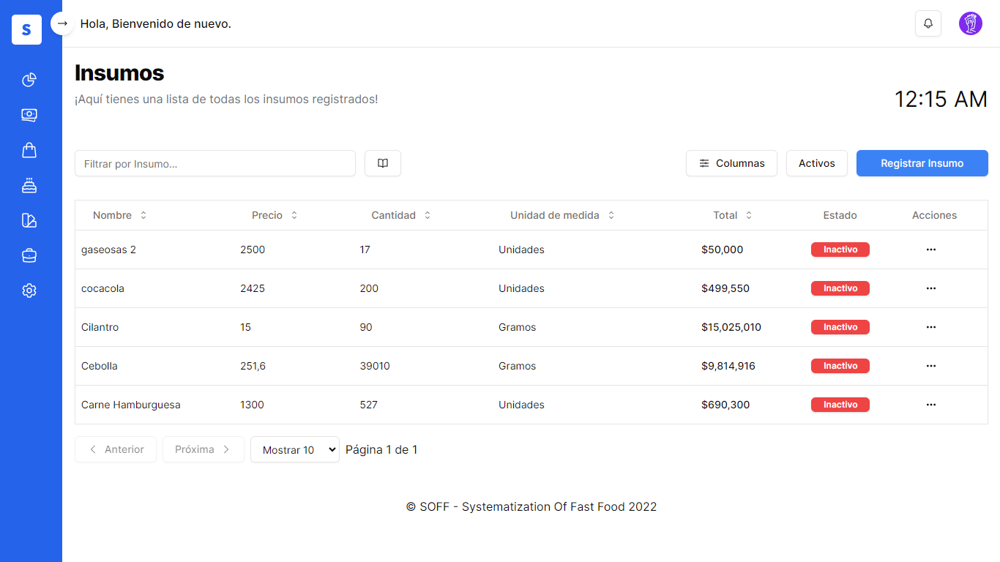 S
Hola, Bienvenido de nuevo.
Insumos
¡Aquí tienes una lista de todas los insumos registrados!
12:15 AM
Filtrar por Insumo...
Columnas
Activos
Registrar Insumo
Nombre Precio Cantidad Unidad de medida Total Estado Acciones
gaseosas 2 2500 17 Unidades $50,000 Inactivo
cocacola 2425 200 Unidades $499,550 Inactivo
Cilantro 15 90 Gramos $15,025,010 Inactivo
Cebolla 251,6 39010 Gramos $9,814,916 Inactivo
Carne Hamburguesa 1300 527 Unidades $690,300 Inactivo
Anterior Próxima Mostrar 10 Página 1 de 1
© SOFF - Systematization Of Fast Food 2022